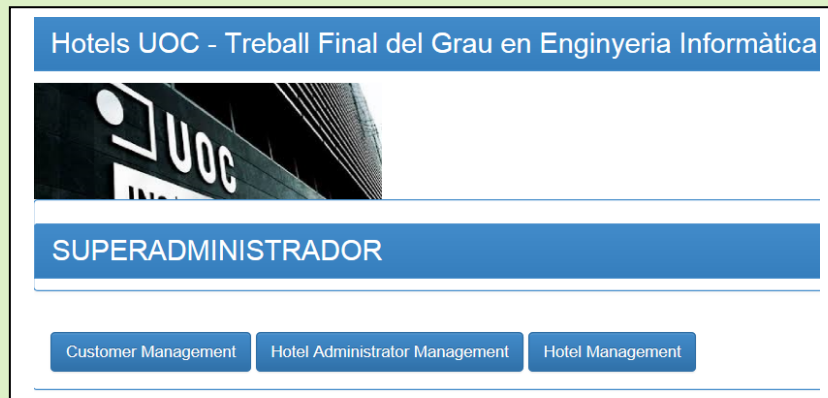 Hotels UOC - Treball Final del Grau en Enginyeria Informàtica
UOC
SUPERADMINISTRADOR
Customer Management
Hotel Administrator Management
Hotel Management